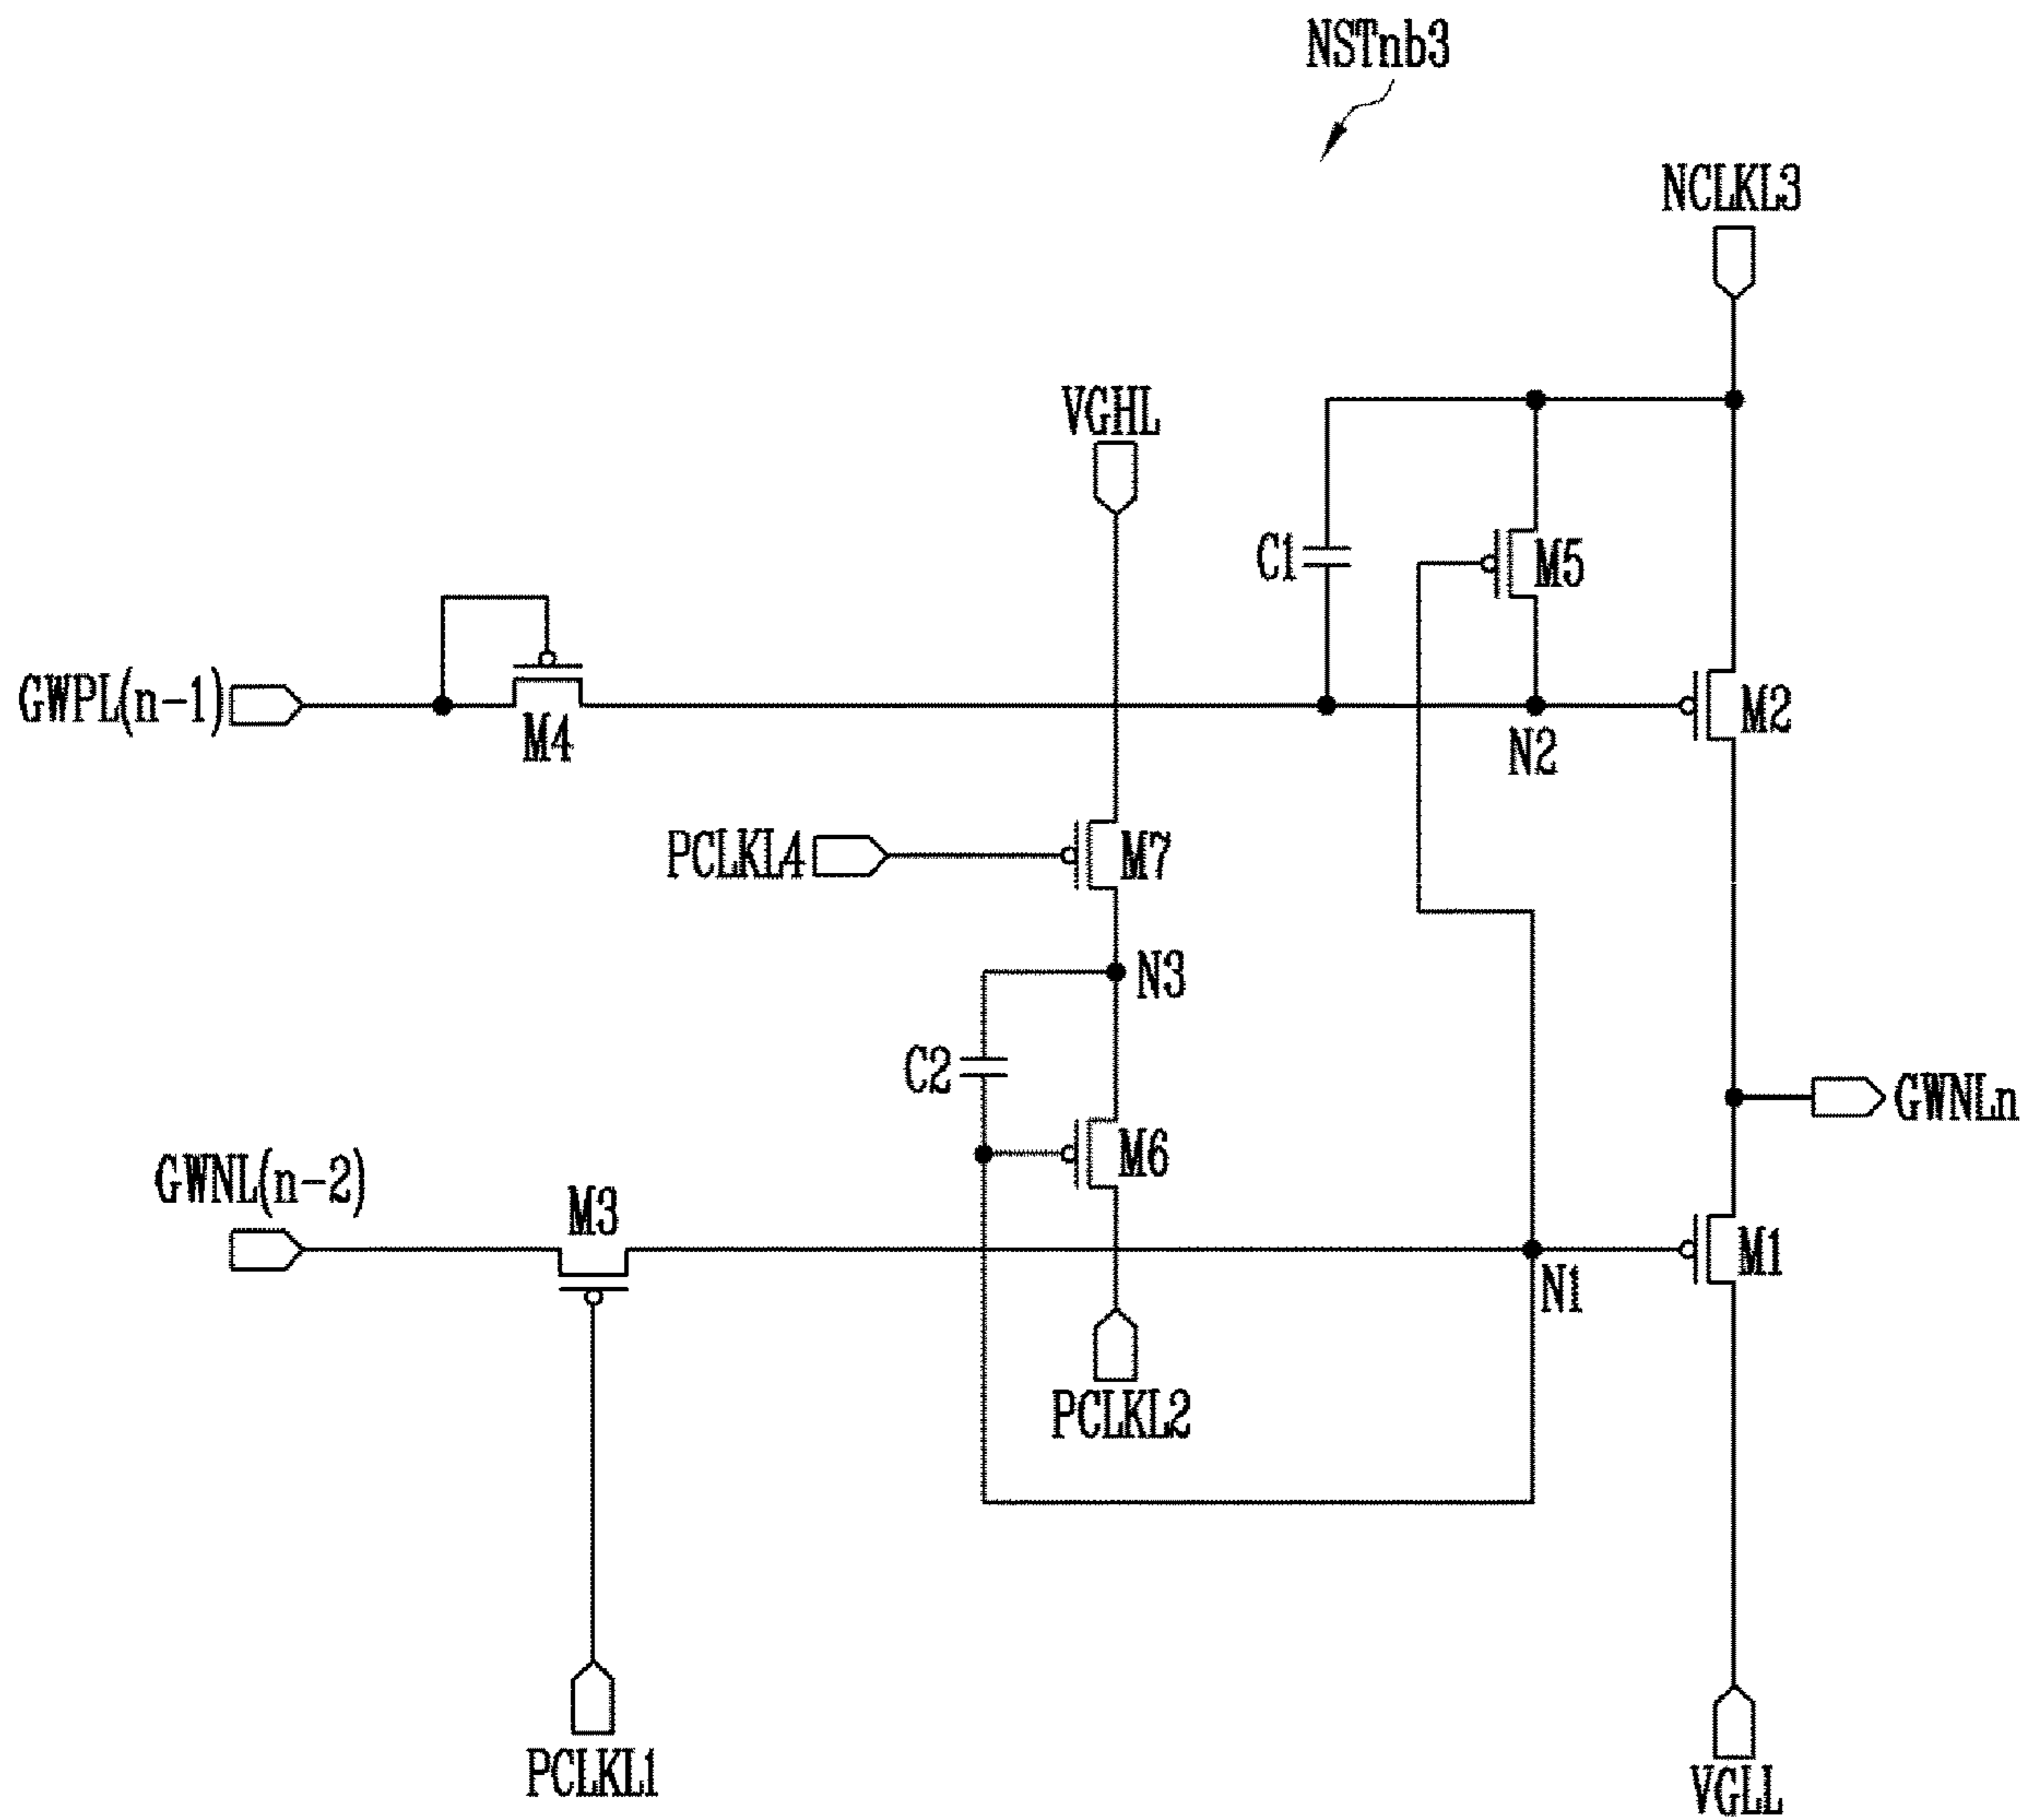 NSTnb3
NCLKL3
VGHL
C1
M5
GWPL(n-1)
M4
N2
M2
PCLKL4
M7
N3
C2
M6
GWNLn
GWNL(n-2)
M3
M1
N1
PCLKL2
PCLKL1
VGLL